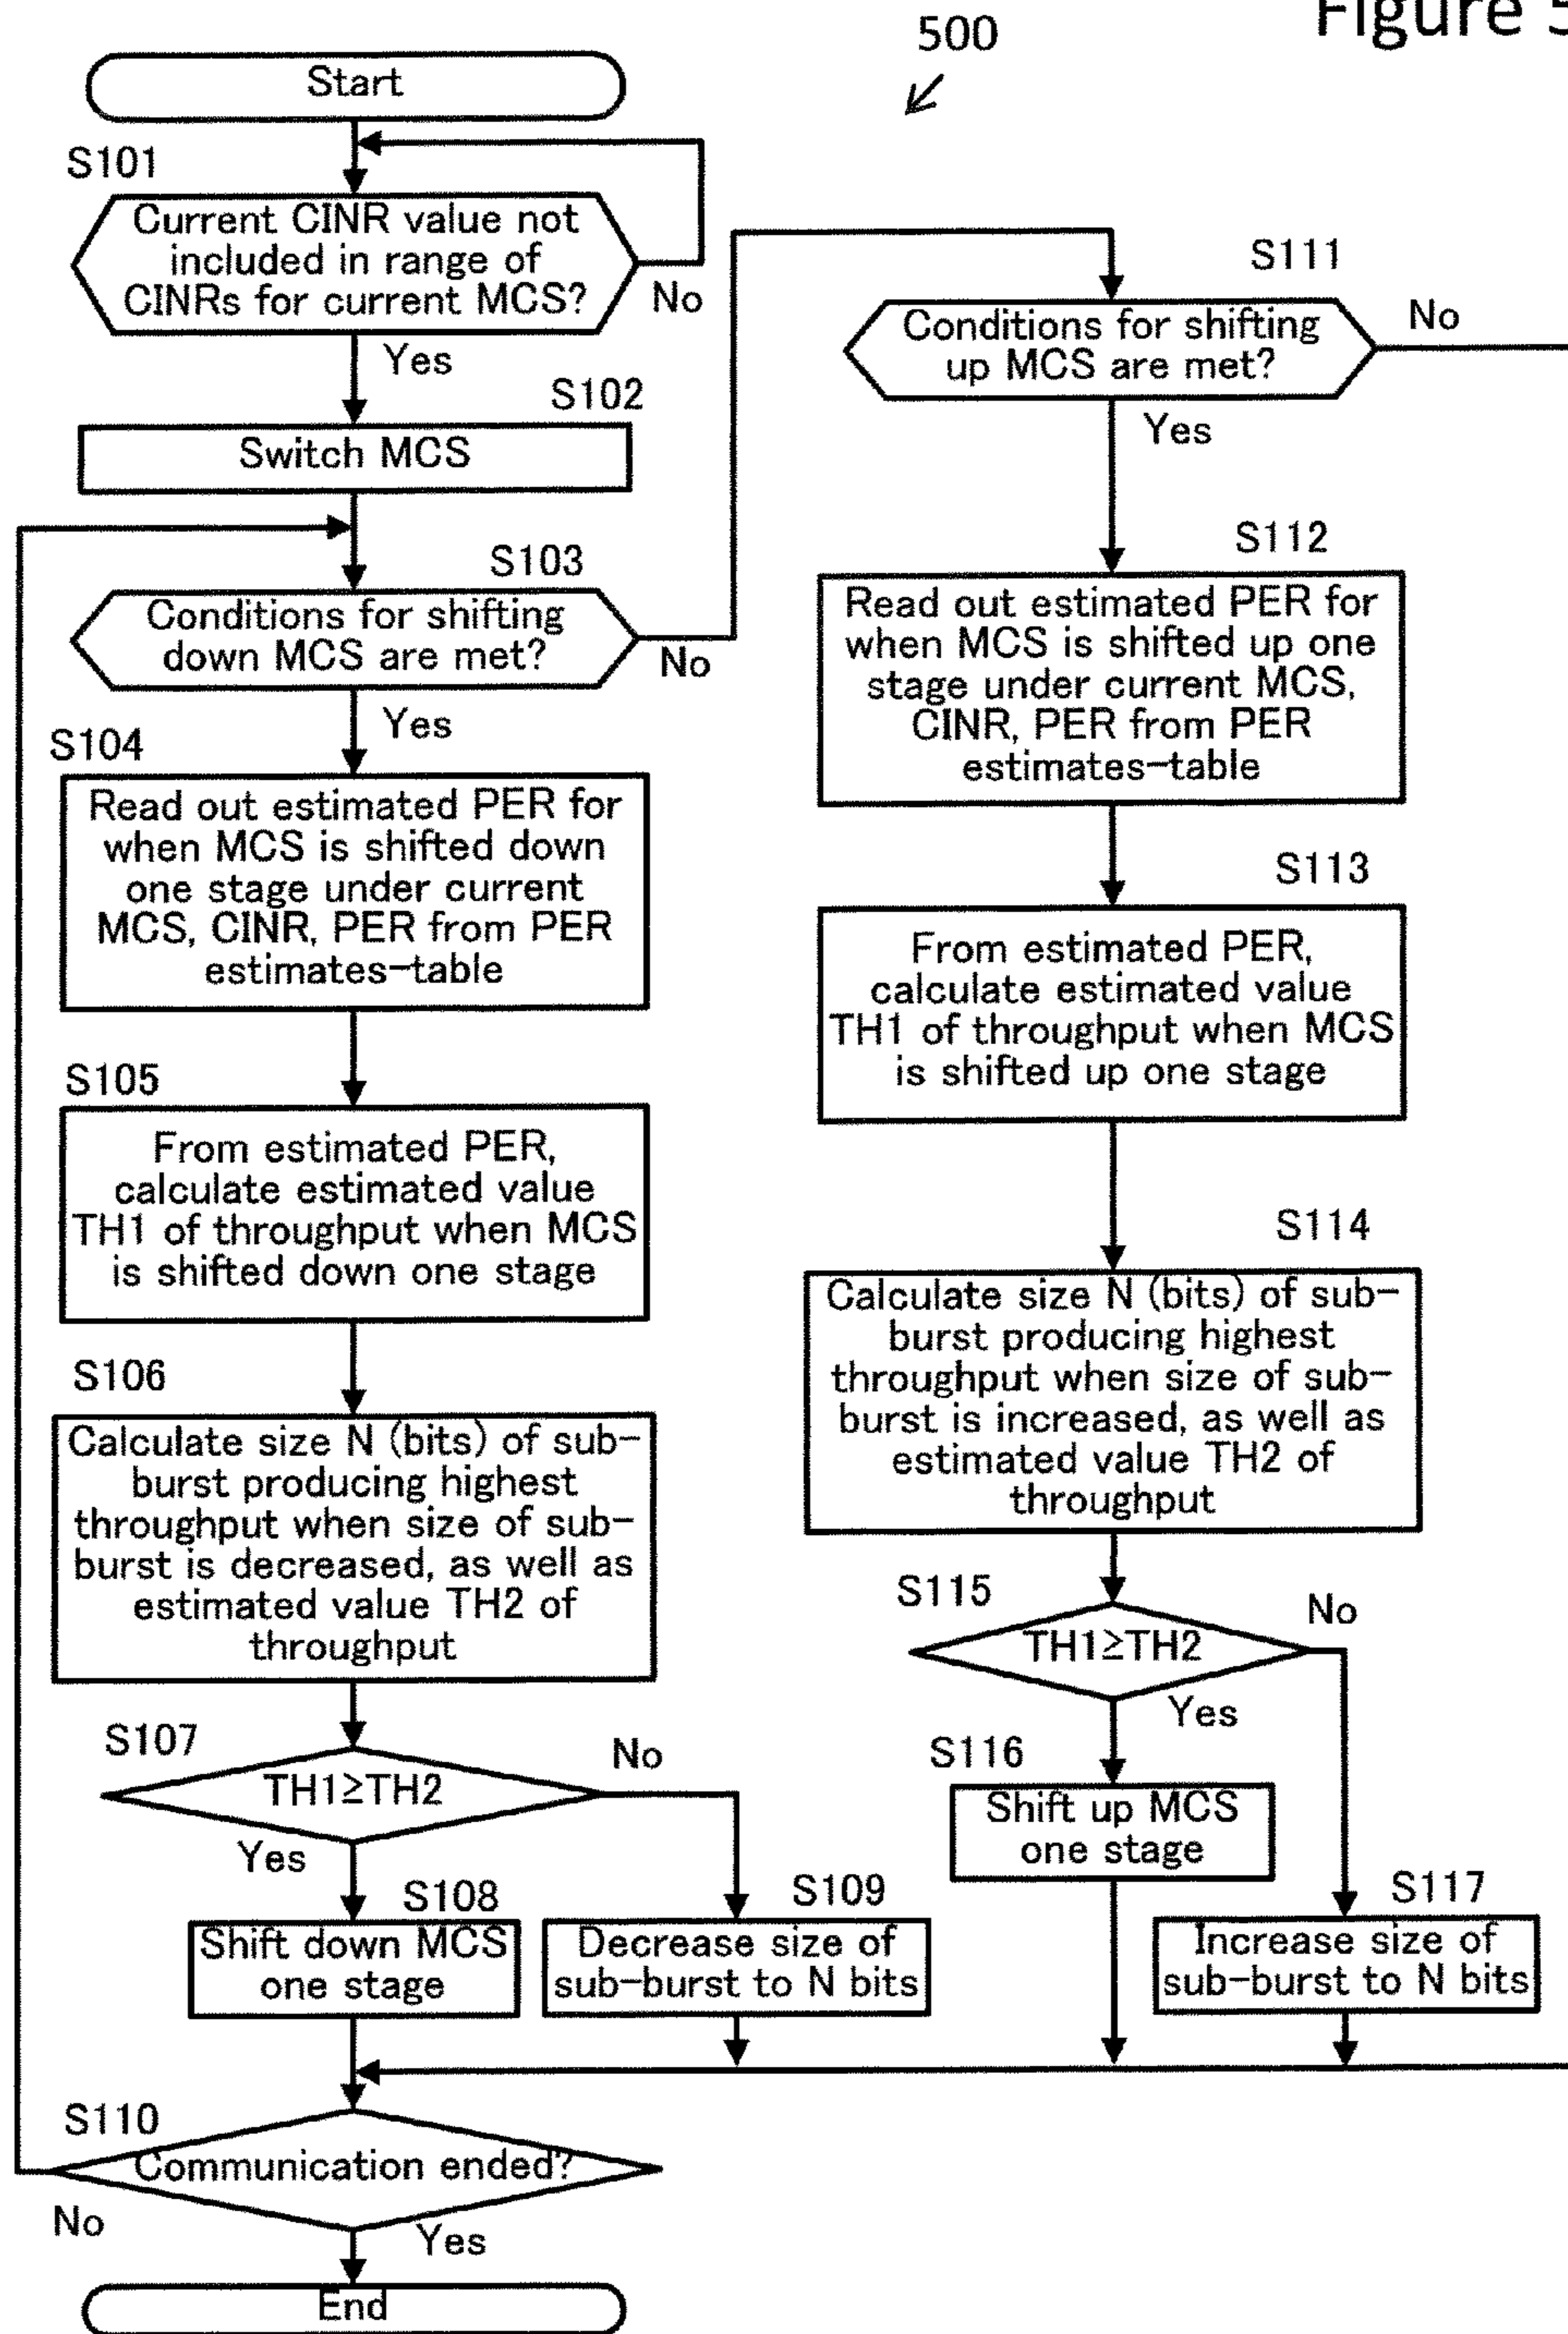 Figure 5
500
Start
S101
Current CINR value not
included in range of
CINRs for current MCS?
No
Yes
S102
Switch MCS
S103
Conditions for shifting
down MCS are met?
No
Yes
S104
Read out estimated PER for
when MCS is shifted down
one stage under current
MCS, CINR, PER from PER
estimates-table
S105
From estimated PER,
calculate estimated value
TH1 of throughput when MCS
is shifted down one stage
S106
Calculate size N (bits) of sub-
burst producing highest
throughput when size of sub-
burst is decreased, as well as
estimated value TH2 of
throughput
S107
TH1≥TH2
No
Yes
S108
Shift down MCS
one stage
S109
Decrease size of
sub-burst to N bits
S110
Communication ended?
No
Yes
End
S111
Conditions for shifting
up MCS are met?
No
Yes
S112
Read out estimated PER for
when MCS is shifted up one
stage under current MCS,
CINR, PER from PER
estimates-table
S113
From estimated PER,
calculate estimated value
TH1 of throughput when MCS
is shifted up one stage
S114
Calculate size N (bits) of sub-
burst producing highest
throughput when size of sub-
burst is increased, as well as
estimated value TH2 of
throughput
S115
TH1≥TH2
No
Yes
S116
Shift up MCS
one stage
S117
Increase size of
sub-burst to N bits